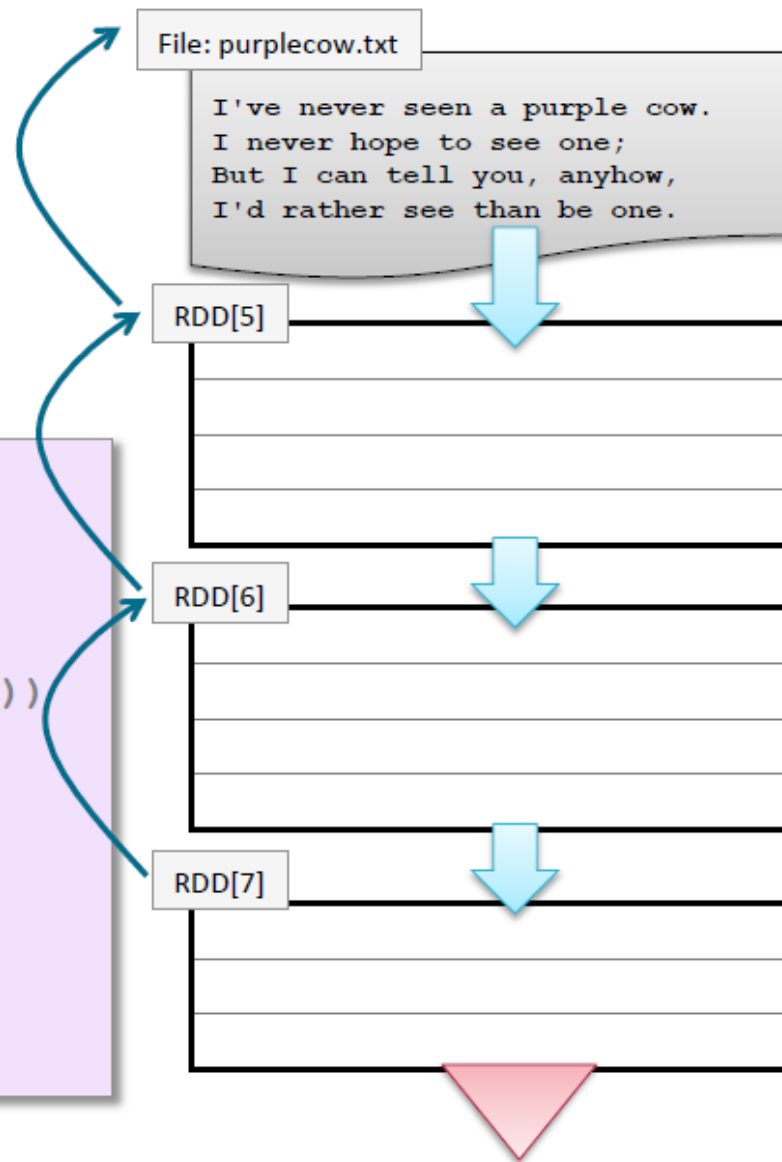 File: purplecow.txt
I've never seen a purple cow.
I never hope to see one;
But I can tell you, anyhow,
I'd rather see than be one.
RDD[5]
RDD[6]
))
RDD[7]